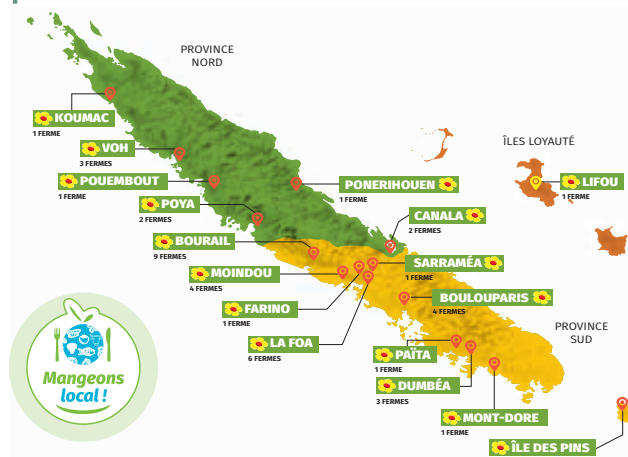 PROVINCE
NORD
KOUMAC
1 FERME
VOH
3 FERMES
POUEMBOUT
1 FERME
POYA
2 FERMES
BOURAIL
9 FERMES
MOINDOU
4 FERMES
FARINO
1 FERME
LA FOA
6 FERMES
ÎLES LOYAUTÉ
LIFOU
1 FERME
PONERIHOUEN
1 FERME
CANALA
2 FERMES
SARRAMÉA
1 FERME
BOULOUPARIS
4 FERMES
PROVINCE
SUD
PAÏTA
1 FERME
DUMBÉA
3 FERMES
MONT-DORE
1 FERME
ÎLE DES PINS
Mangeons
local !